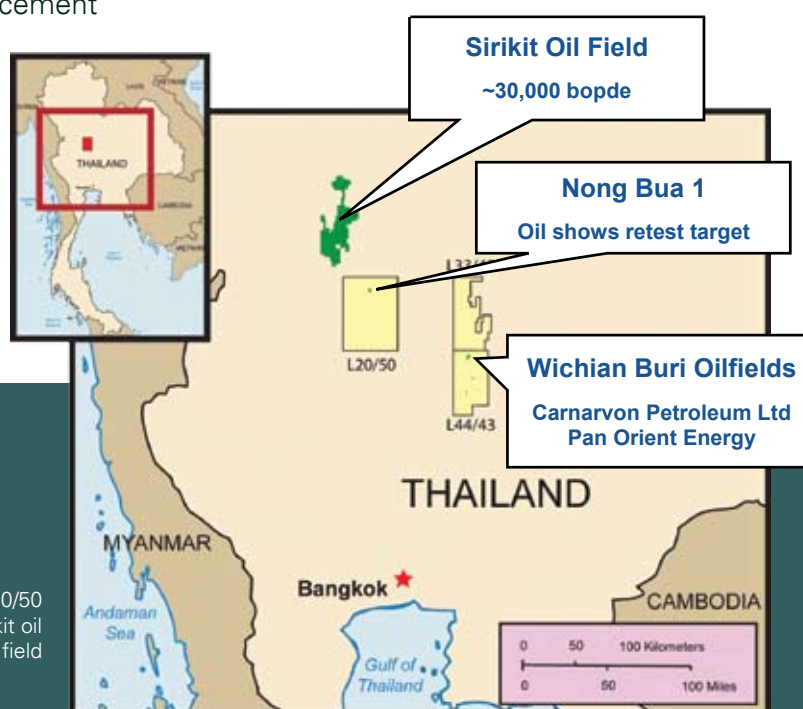 cement
Sirikit Oil Field
~30,000 bopde
THAILAND
CAMBODIA
Nong Bua 1
Oil shows retest target
L20/50
Wichian Buri Oilfields
Carnarvon Petroleum Ltd
Pan Orient Energy
L44/43
THAILAND
MYANMAR
Bangkok
CAMBODIA
0/50
kit oil
field
Andaman
Sea
Gulf of
Thailand
0 50 100 Kilometers
0 50 100 Miles